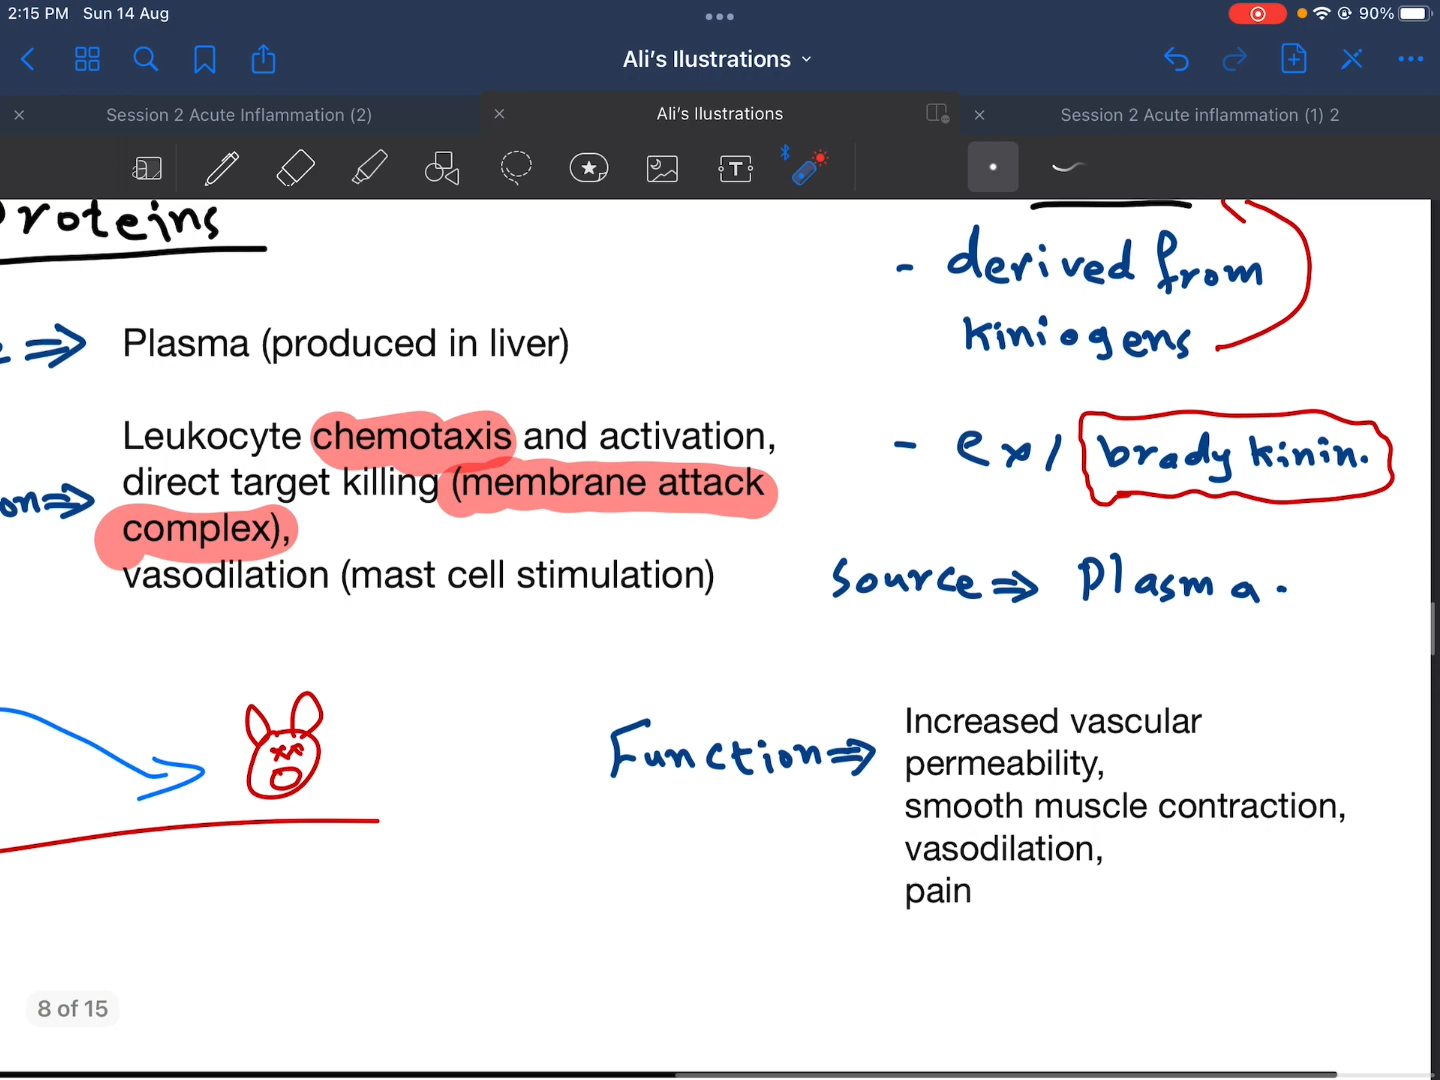 2:15 PM Sun 14 Aug
90%
Ali's Ilustrations
Session 2 Acute Inflammation (2)
Ali's Ilustrations
Session 2 Acute inflammation (1) 2
roteins
Plasma (produced in liver)
Leukocyte chemotaxis and activation,
direct target killing (membrane attack
complex),
vasodilation (mast cell stimulation)
- derived from
kiniogens
- ex/ bradykinin.
Source ⇒ Plasma.
Function ⇒
Increased vascular
permeability,
smooth muscle contraction,
vasodilation,
pain
8 of 15